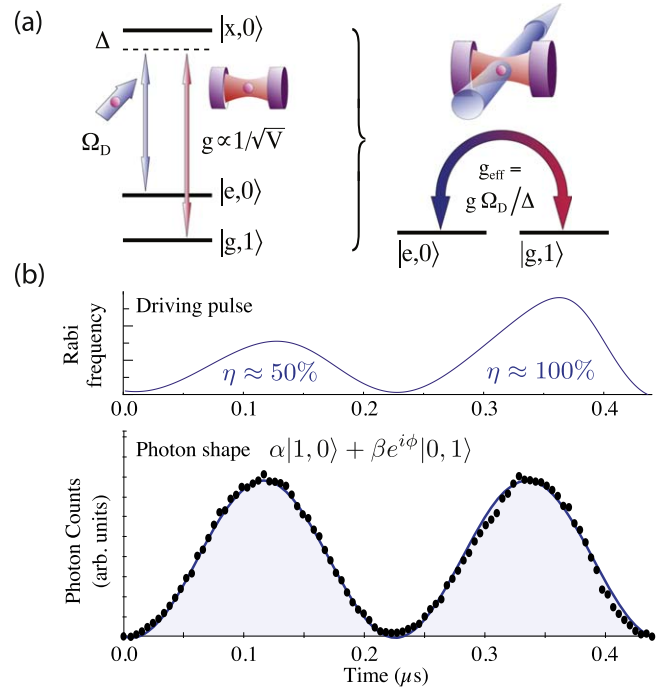 (a)
|x,0⟩
Δ
Ω_D
g∝1/√V
|e,0⟩
|g,1⟩
g_eff =
g Ω_D/Δ
|e,0⟩
|g,1⟩
(b)
Driving pulse
Rabi
frequency
η ≈ 50%
η ≈ 100%
0.0 0.1 0.2 0.3 0.4
Photon shape α|1,0⟩ + βe^{iϕ}|0,1⟩
Photon Counts
(arb. units)
0.0 0.1 0.2 0.3 0.4
Time (μs)